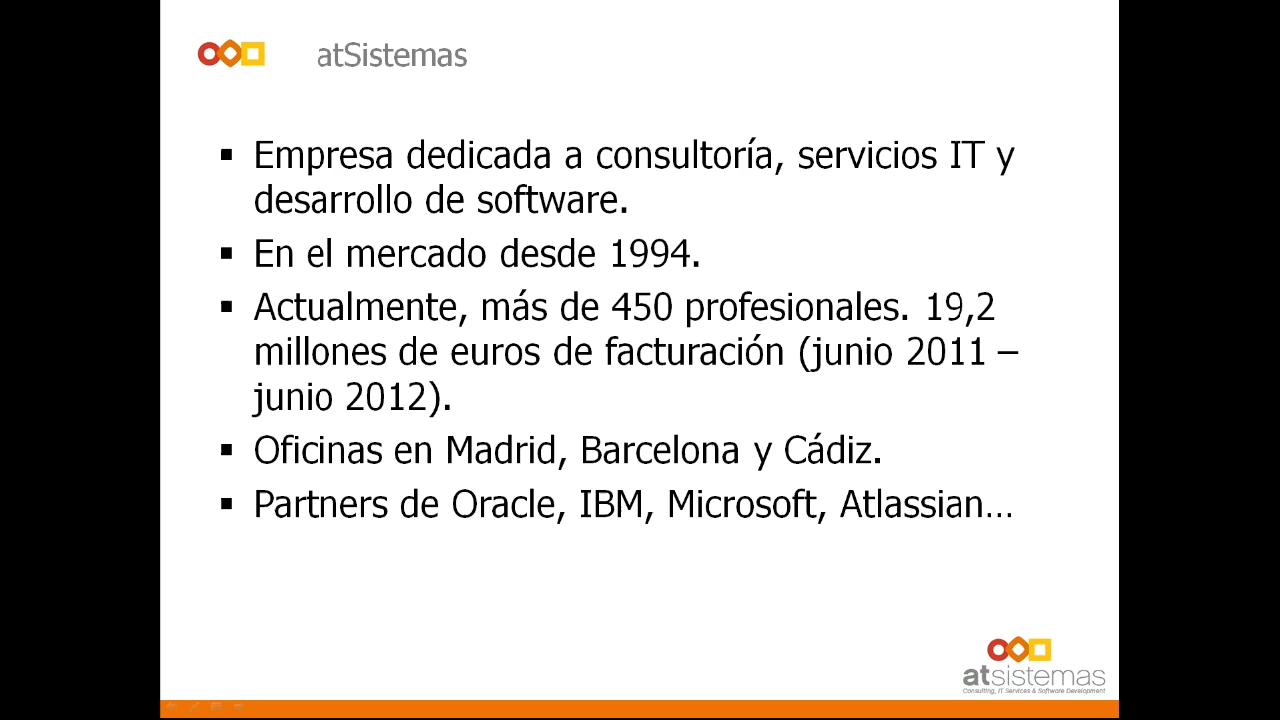 atSistemas
▪ Empresa dedicada a consultoría, servicios IT y
desarrollo de software.
▪ En el mercado desde 1994.
▪ Actualmente, más de 450 profesionales. 19,2
millones de euros de facturación (junio 2011 –
junio 2012).
▪ Oficinas en Madrid, Barcelona y Cádiz.
▪ Partners de Oracle, IBM, Microsoft, Atlassian…
atsistemas
Consulting, IT Services & Software Development